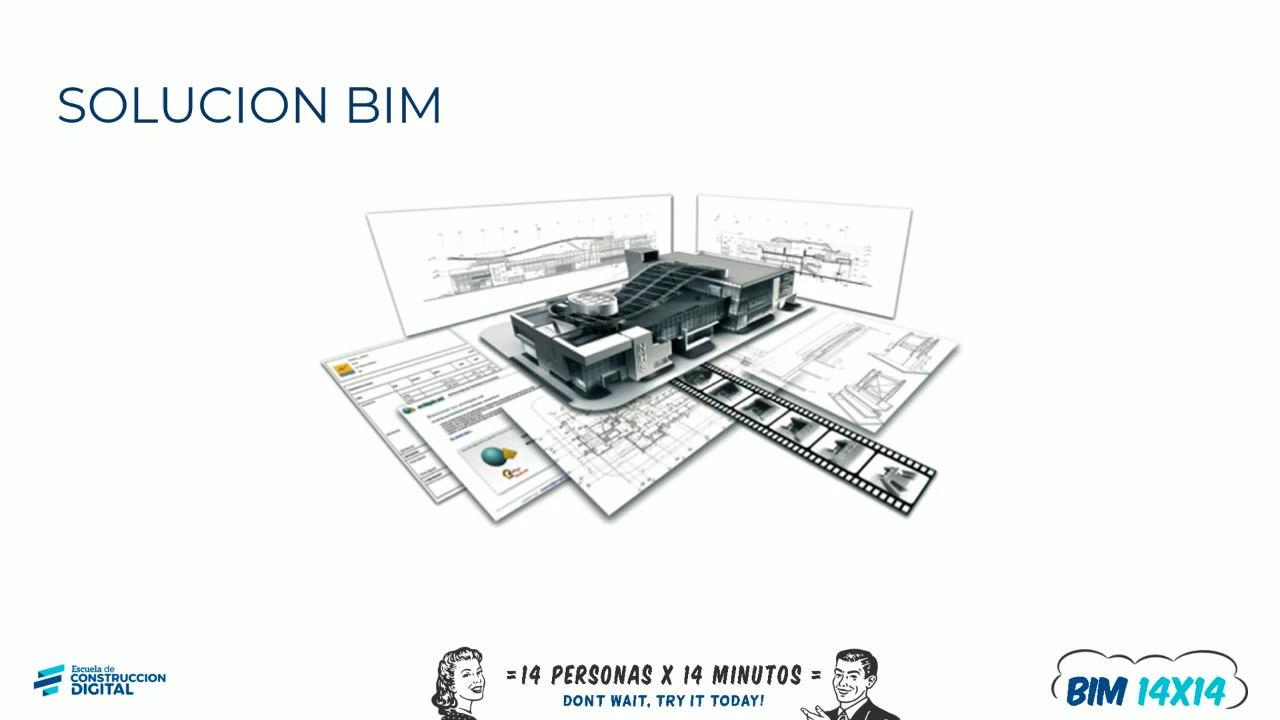 SOLUCION BIM
Escuela de
CONSTRUCCION
DIGITAL
=14 PERSONAS X 14 MINUTOS =
DONT WAIT, TRY IT TODAY!
BIM 14X14